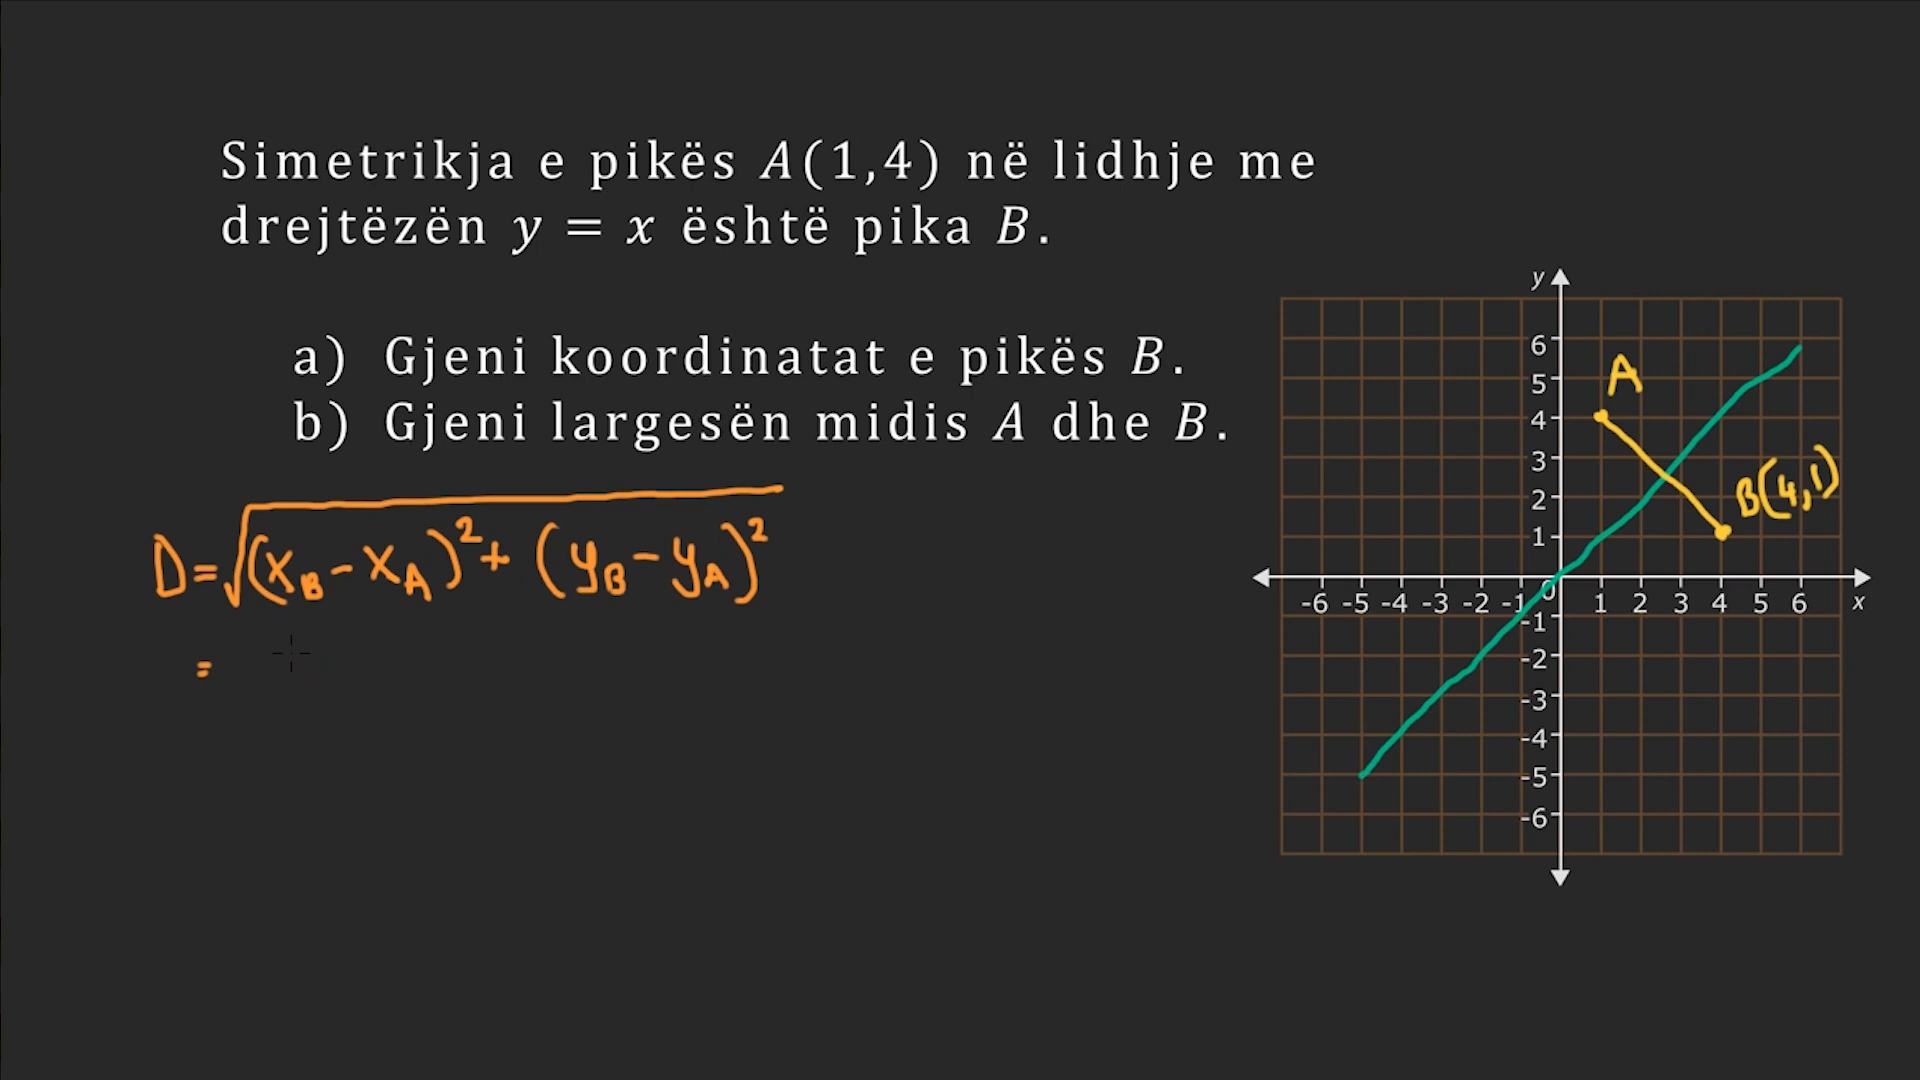 Simetrikja e pikës A(1,4) në lidhje me
drejtëzën y = x është pika B.
a) Gjeni koordinatat e pikës B.
b) Gjeni largesën midis A dhe B.
D=√(x_B-x_A)²+(y_B-y_A)²
=
y
6
5
4
3
2
1
A
B(4,1)
-6 -5 -4 -3 -2 -1 0 1 2 3 4 5 6 x
-1
-2
-3
-4
-5
-6